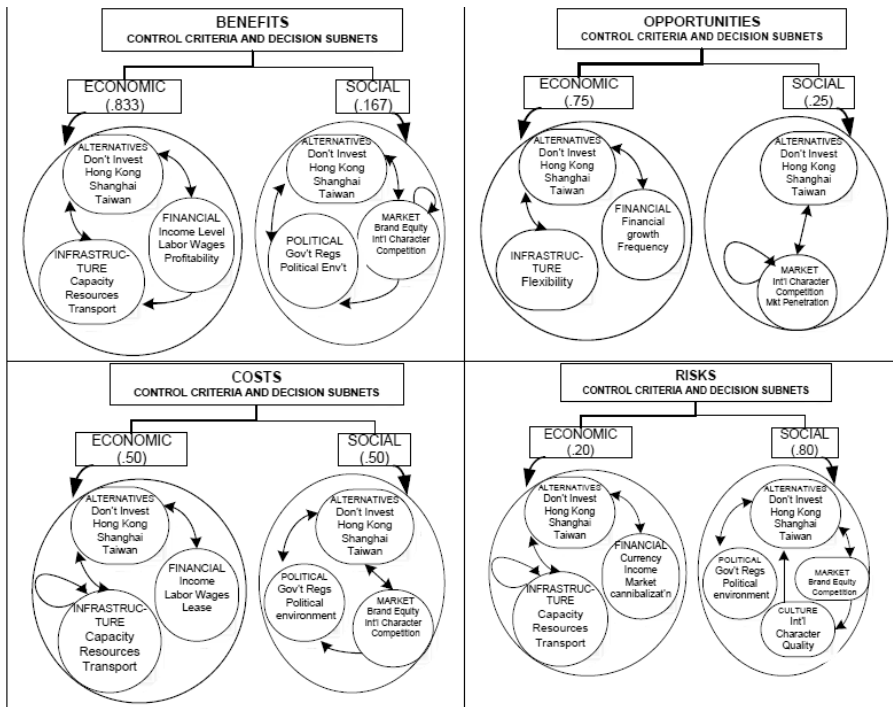 BENEFITS
CONTROL CRITERIA AND DECISION SUBNETS
ECONOMIC
(.833)
SOCIAL
(.167)
ALTERNATIVES
Don't Invest
Hong Kong
Shanghai
Taiwan
FINANCIAL
Income Level
Labor Wages
Profitability
INFRASTRUC-
TURE
Capacity
Resources
Transport
ALTERNATIVES
Don't Invest
Hong Kong
Shanghai
Taiwan
MARKET
Brand Equity
Int'l Character
Competition
POLITICAL
Gov't Regs
Political Env't
OPPORTUNITIES
CONTROL CRITERIA AND DECISION SUBNETS
ECONOMIC
(.75)
SOCIAL
(.25)
ALTERNATIVES
Don't Invest
Hong Kong
Shanghai
Taiwan
FINANCIAL
Financial
growth
Frequency
INFRASTRUC-
TURE
Flexibility
ALTERNATIVES
Don't Invest
Hong Kong
Shanghai
Taiwan
MARKET
Int'l Character
Competition
Mkt Penetration
COSTS
CONTROL CRITERIA AND DECISION SUBNETS
ECONOMIC
(.50)
SOCIAL
(.50)
ALTERNATIVES
Don't Invest
Hong Kong
Shanghai
Taiwan
FINANCIAL
Income
Labor Wages
Lease
INFRASTRUC-
TURE
Capacity
Resources
Transport
ALTERNATIVES
Don't Invest
Hong Kong
Shanghai
Taiwan
POLITICAL
Gov't Regs
Political
environment
MARKET
Brand Equity
Int'l Character
Competition
RISKS
CONTROL CRITERIA AND DECISION SUBNETS
ECONOMIC
(.20)
SOCIAL
(.80)
ALTERNATIVES
Don't Invest
Hong Kong
Shanghai
Taiwan
FINANCIAL
Currency
Income
Market
cannibalizat'n
INFRASTRUC-
TURE
Capacity
Resources
Transport
ALTERNATIVES
Don't Invest
Hong Kong
Shanghai
Taiwan
POLITICAL
Gov't Regs
Political
environment
MARKET
Brand Equity
Competition
CULTURE
Int'l
Character
Quality